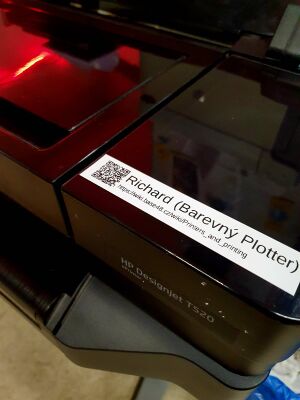 Richard (Barevný Plotter)
https://wiki.base48.cz/wiki/Printers_and_printing
HP Designjet T520